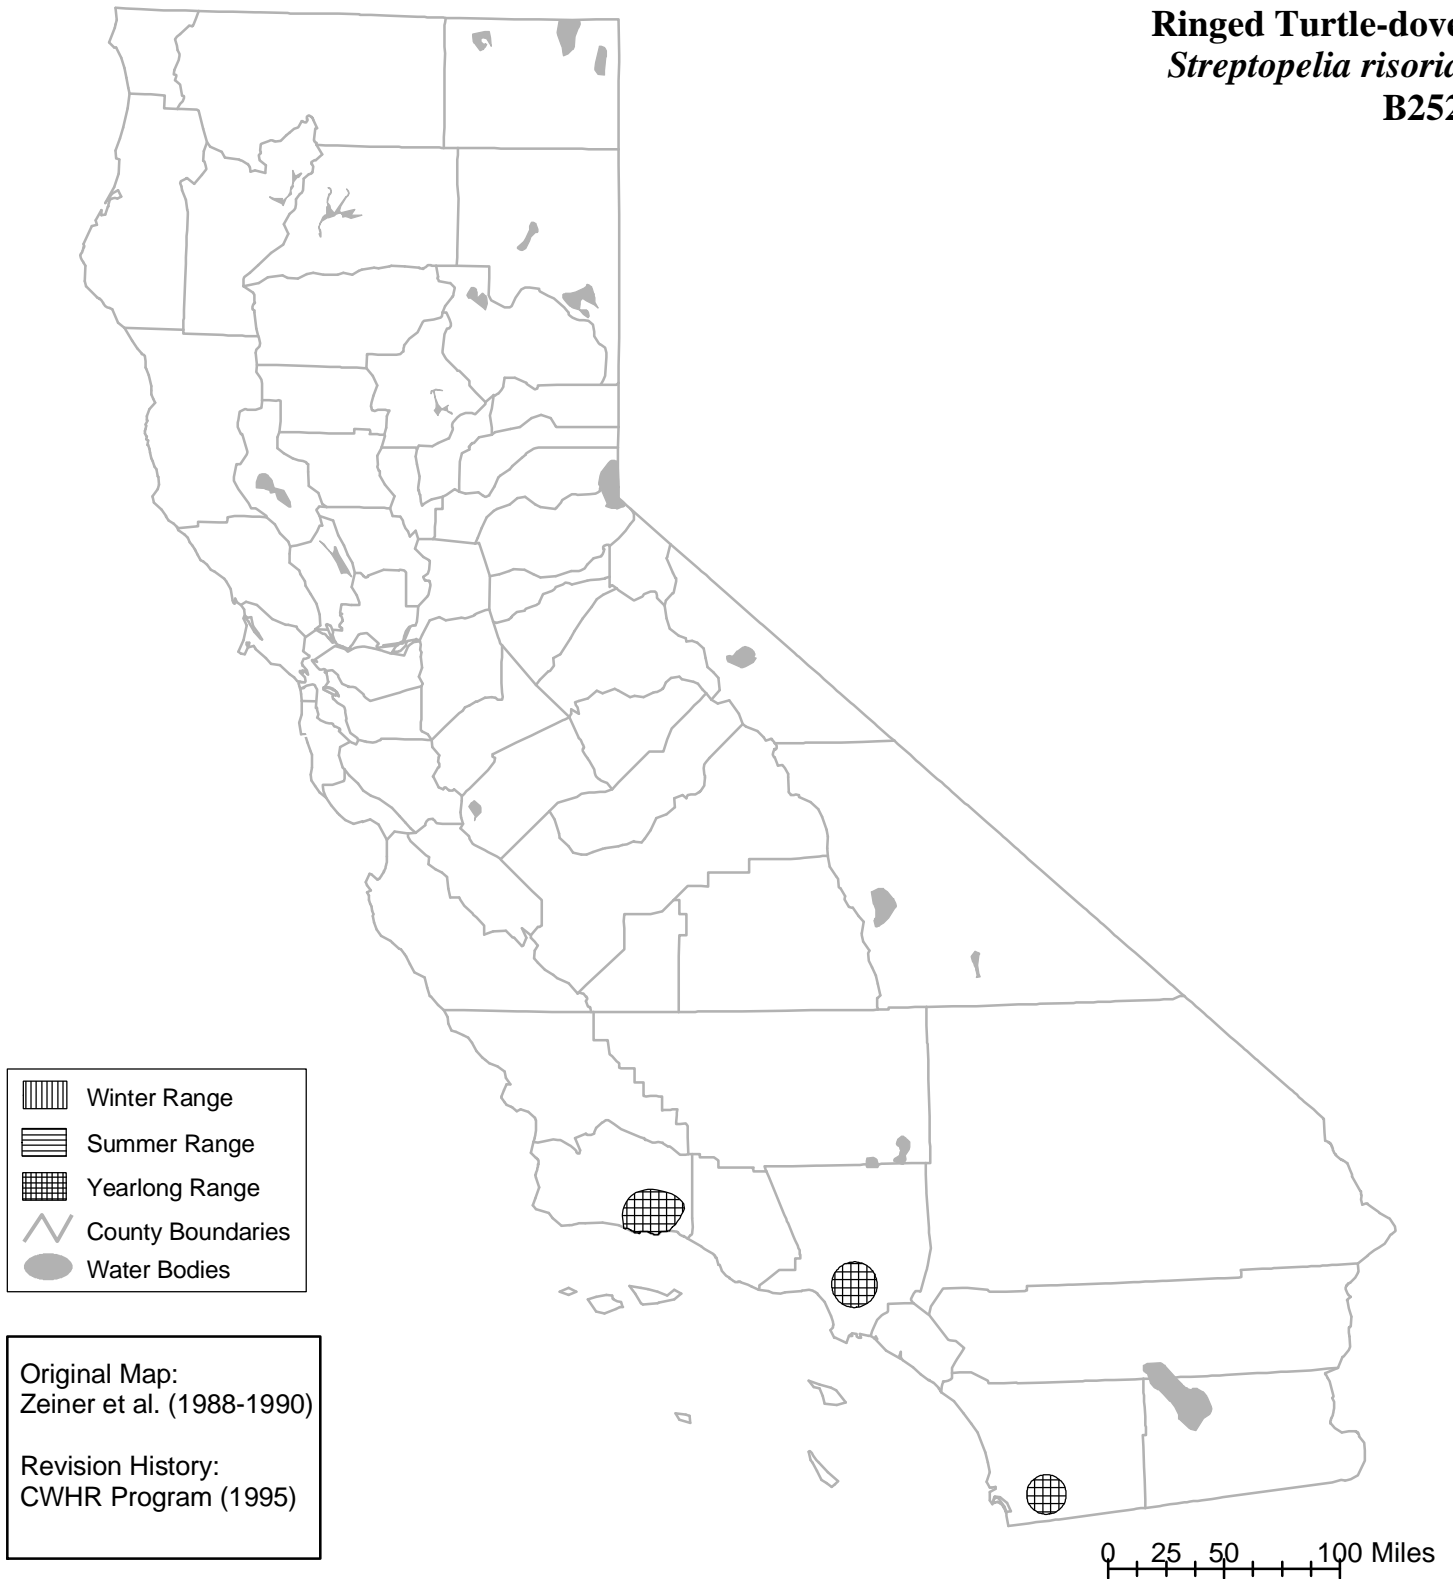 Ringed Turtle-dove
Streptopelia risoria
B252
Winter Range
Summer Range
Yearlong Range
County Boundaries
Water Bodies
Original Map:
Zeiner et al. (1988-1990)
Revision History:
CWHR Program (1995)
0 25 50 100 Miles